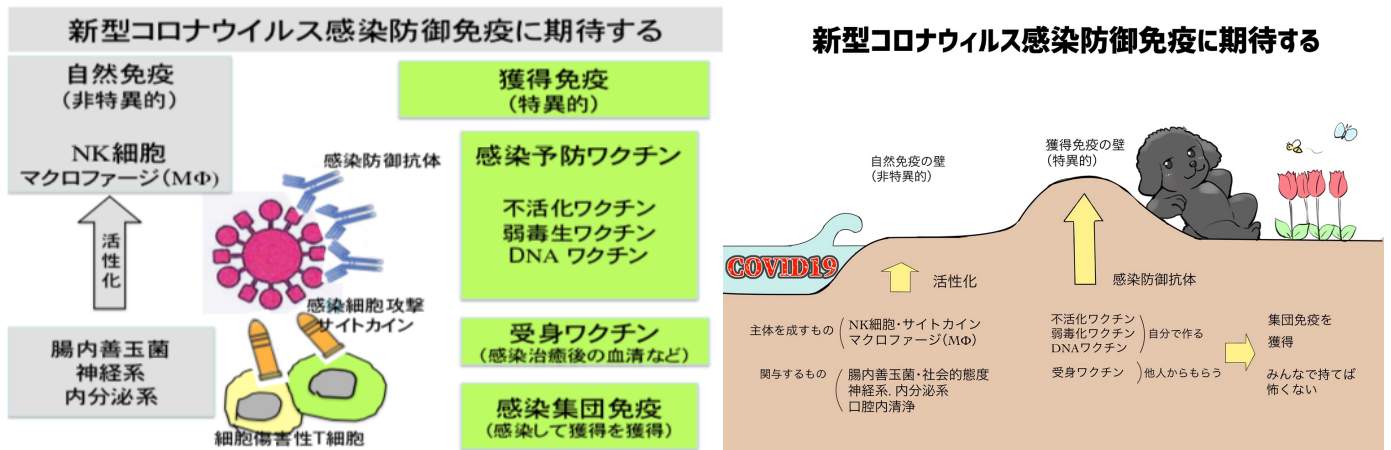 新型コロナウイルス感染防御免疫に期待する
自然免疫
(非特異的)
NK細胞
マクロファージ(MΦ)
活性化
腸内善玉菌
神経系
内分泌系
感染防御抗体
感染細胞攻撃
サイトカイン
細胞傷害性T細胞
獲得免疫
(特異的)
感染予防ワクチン
不活化ワクチン
弱毒生ワクチン
DNA ワクチン
受身ワクチン
(感染治癒後の血清など)
感染集団免疫
(感染して獲得を獲得)
新型コロナウィルス感染防御免疫に期待する
自然免疫の壁
(非特異的)
獲得免疫の壁
(特異的)
COVID19
活性化
感染防御抗体
主体を成すもの
NK細胞・サイトカイン
マクロファージ(MΦ)
関与するもの
腸内善玉菌・社会的態度
神経系. 内分泌系
口腔内清浄
不活化ワクチン
弱毒化ワクチン
DNAワクチン
自分で作る
受身ワクチン
他人からもらう
集団免疫を
獲得
みんなで持てば
怖くない